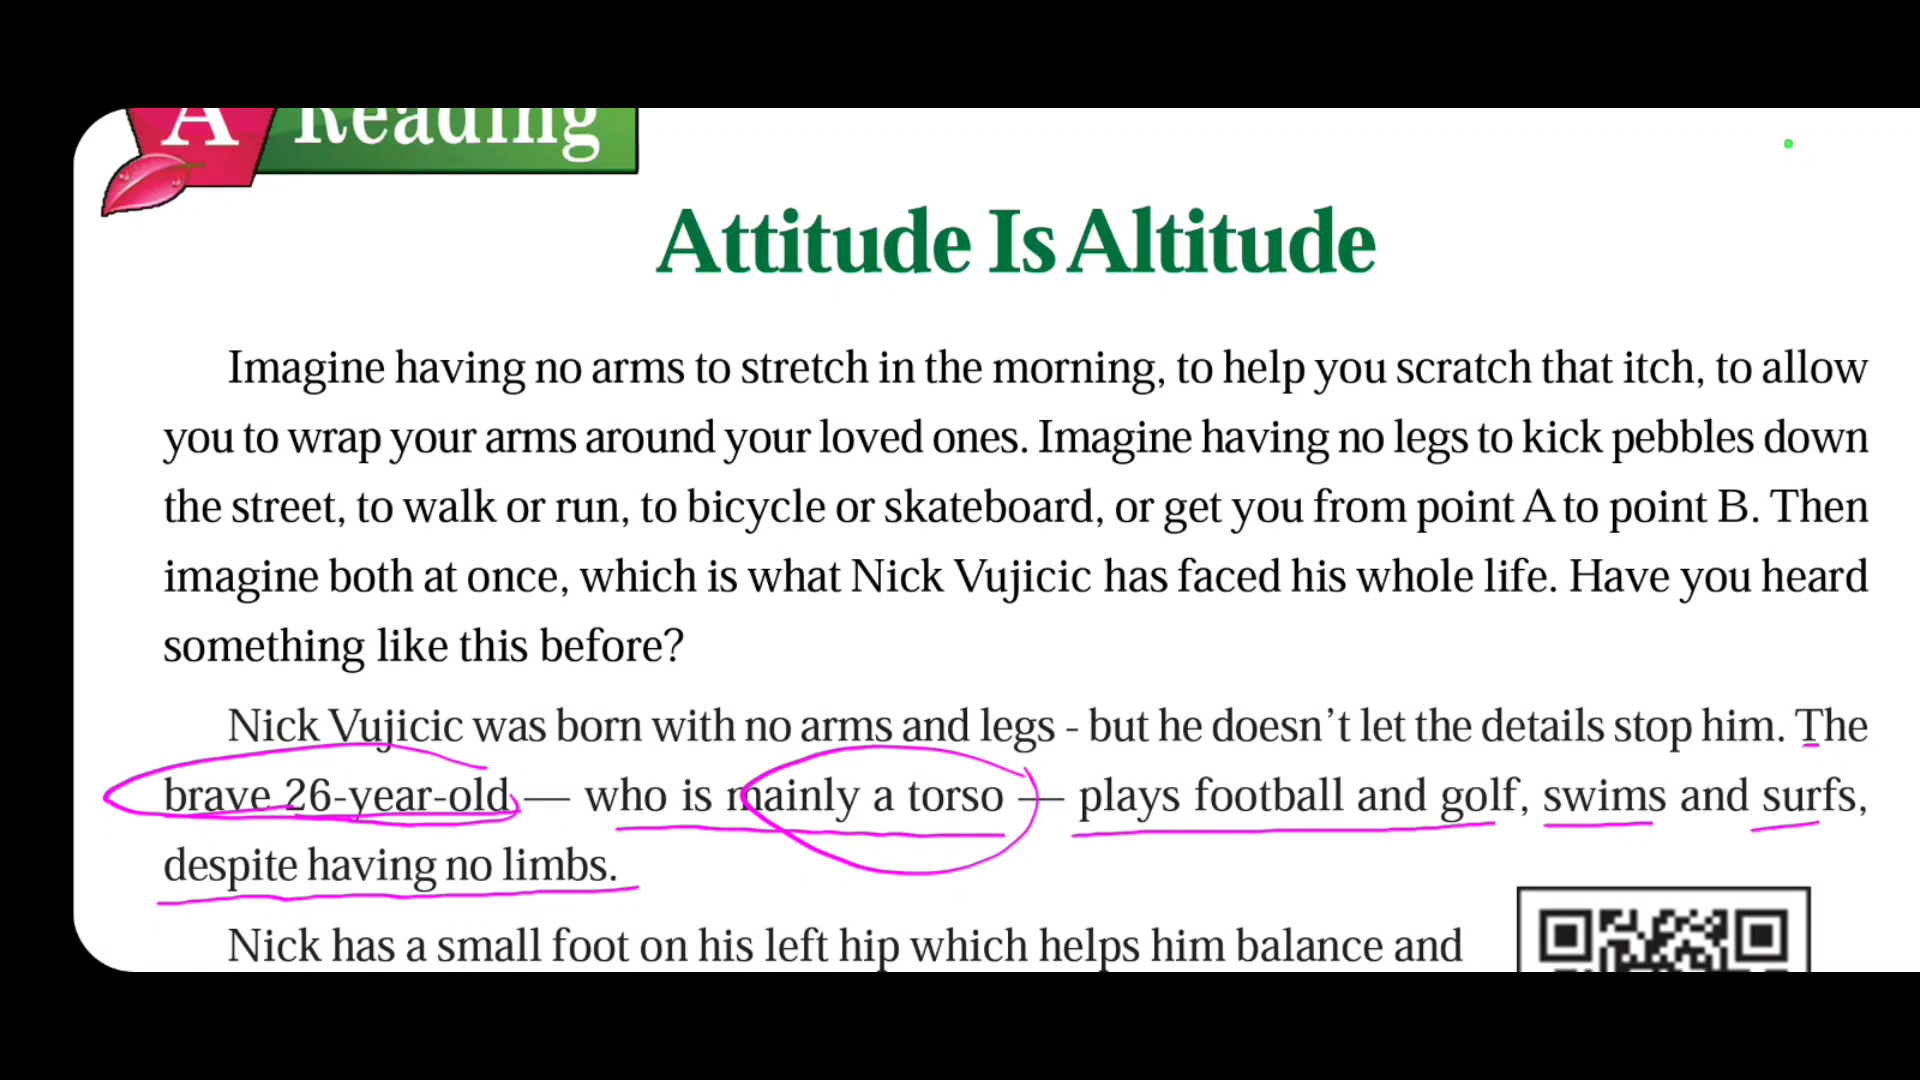 A Reading
Attitude Is Altitude
Imagine having no arms to stretch in the morning, to help you scratch that itch, to allow
you to wrap your arms around your loved ones. Imagine having no legs to kick pebbles down
the street, to walk or run, to bicycle or skateboard, or get you from point A to point B. Then
imagine both at once, which is what Nick Vujicic has faced his whole life. Have you heard
something like this before?
Nick Vujicic was born with no arms and legs - but he doesn’t let the details stop him. The
brave 26-year-old — who is mainly a torso — plays football and golf, swims and surfs,
despite having no limbs.
Nick has a small foot on his left hip which helps him balance and